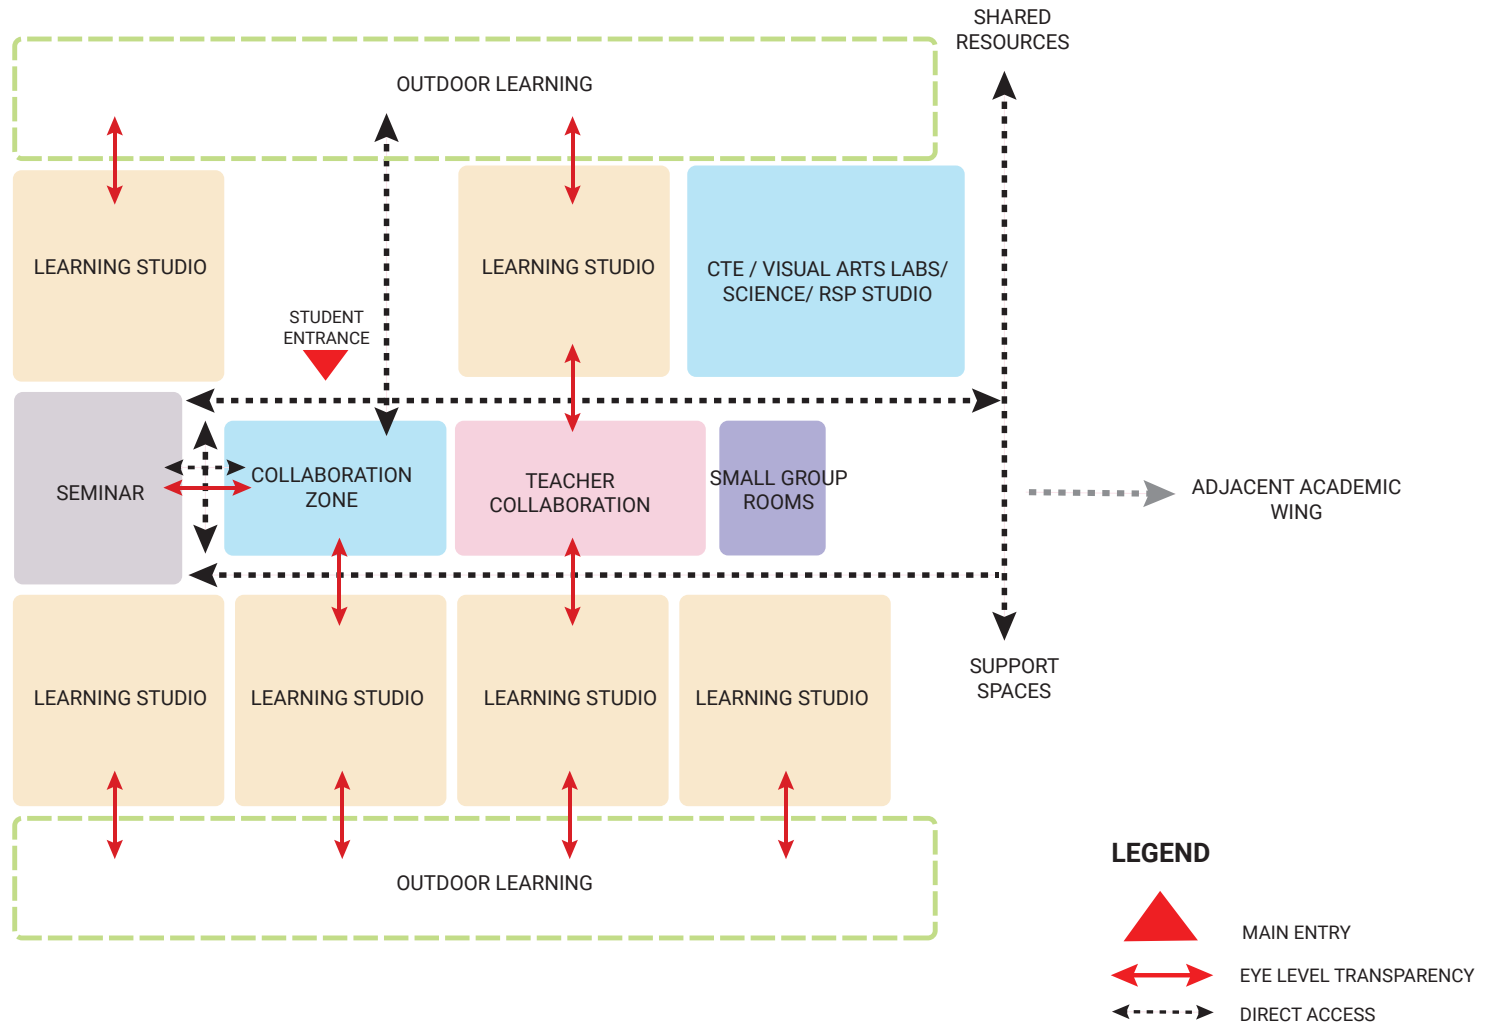 SHARED
RESOURCES
OUTDOOR LEARNING
LEARNING STUDIO
LEARNING STUDIO
CTE / VISUAL ARTS LABS/
SCIENCE/ RSP STUDIO
STUDENT
ENTRANCE
SEMINAR
COLLABORATION
ZONE
TEACHER
COLLABORATION
SMALL GROUP
ROOMS
ADJACENT ACADEMIC
WING
SUPPORT
SPACES
LEARNING STUDIO
LEARNING STUDIO
LEARNING STUDIO
LEARNING STUDIO
OUTDOOR LEARNING
LEGEND
MAIN ENTRY
EYE LEVEL TRANSPARENCY
DIRECT ACCESS